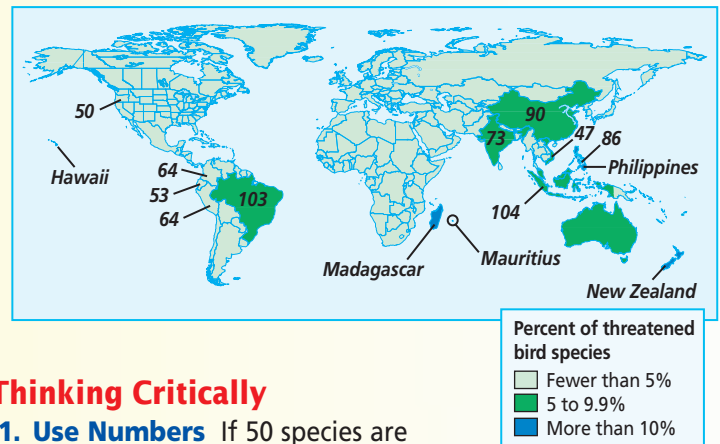 50
90
73
47
86
Hawaii
64
Philippines
53
103
64
104
Madagascar
Mauritius
New Zealand
Percent of threatened
bird species
Fewer than 5%
5 to 9.9%
More than 10%
Thinking Critically
1. Use Numbers If 50 species are